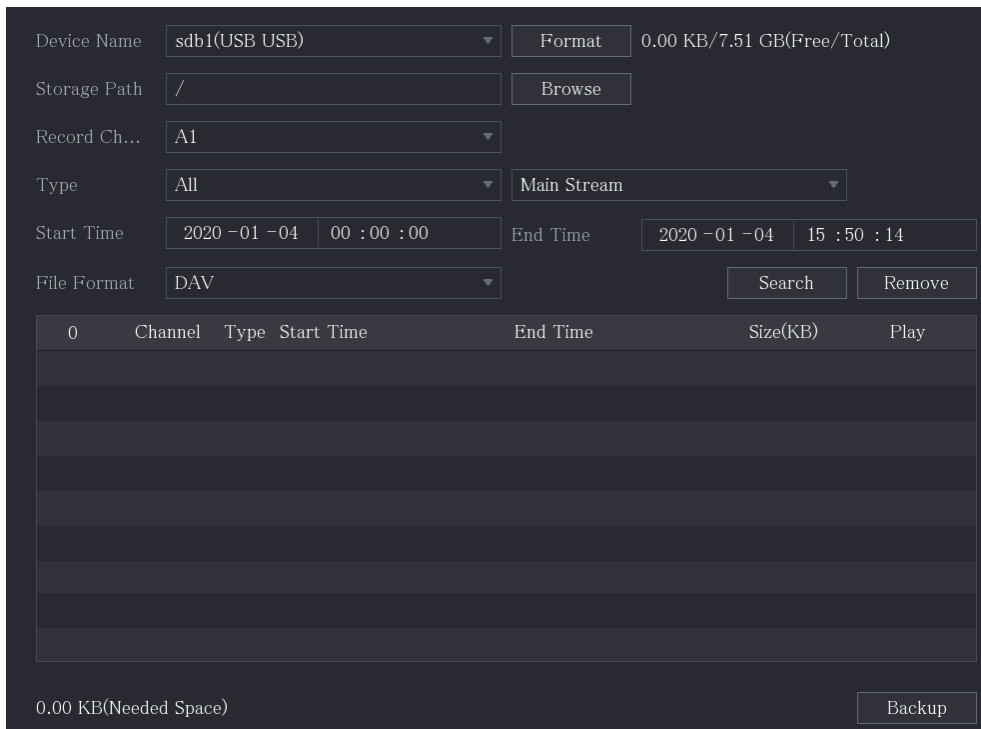 Device Name sdb1(USB USB) Format 0.00 KB/7.51 GB(Free/Total)
Storage Path / Browse
Record Ch... A1
Type All Main Stream
Start Time 2020 -01 -04 00 :00 :00 End Time 2020 -01 -04 15 :50 :14
File Format DAV Search Remove
0 Channel Type Start Time End Time Size(KB) Play
0.00 KB(Needed Space) Backup